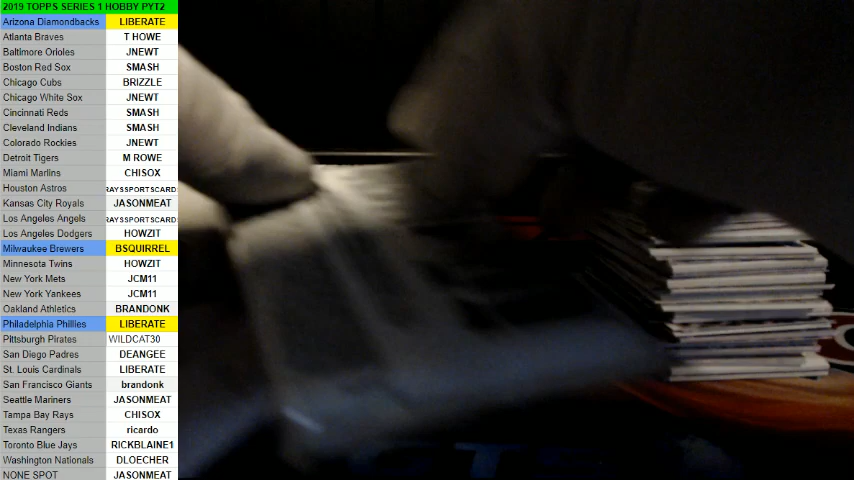 2019 TOPPS SERIES 1 HOBBY PYT2
Arizona Diamondbacks LIBERATE
Atlanta Braves T HOWE
Baltimore Orioles JNEWT
Boston Red Sox SMASH
Chicago Cubs BRIZZLE
Chicago White Sox JNEWT
Cincinnati Reds SMASH
Cleveland Indians SMASH
Colorado Rockies JNEWT
Detroit Tigers M ROWE
Miami Marlins CHISOX
Houston Astros RAYSSPORTSCARD
Kansas City Royals JASONMEAT
Los Angeles Angels RAYSSPORTSCARD
Los Angeles Dodgers HOWZIT
Milwaukee Brewers BSQUIRREL
Minnesota Twins HOWZIT
New York Mets JCM11
New York Yankees JCM11
Oakland Athletics BRANDONK
Philadelphia Phillies LIBERATE
Pittsburgh Pirates WILDCAT30
San Diego Padres DEANGEE
St. Louis Cardinals LIBERATE
San Francisco Giants brandonk
Seattle Mariners JASONMEAT
Tampa Bay Rays CHISOX
Texas Rangers ricardo
Toronto Blue Jays RICKBLAINE1
Washington Nationals DLOECHER
NONE SPOT JASONMEAT